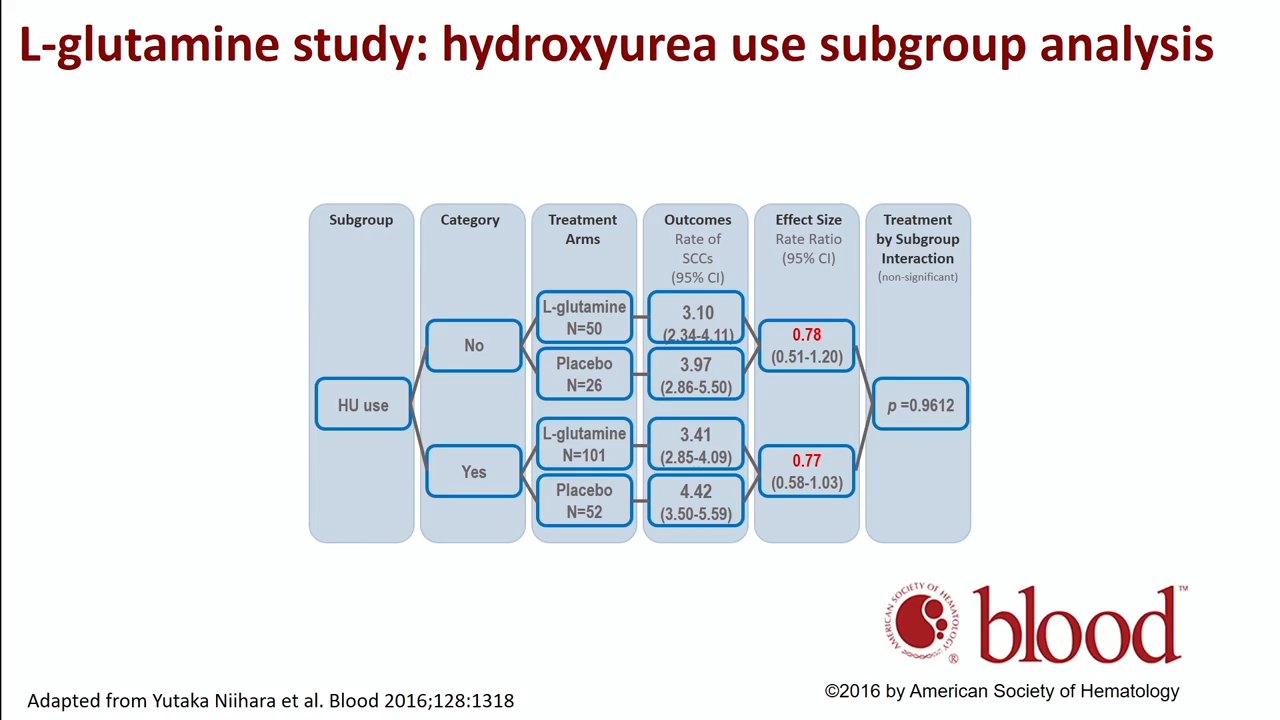 L-glutamine study: hydroxyurea use subgroup analysis
Subgroup
Category
Treatment
Arms
Outcomes
Rate of
SCCs
(95% CI)
Effect Size
Rate Ratio
(95% CI)
Treatment
by Subgroup
Interaction
(non-significant)
HU use
No
L-glutamine
N=50
3.10
(2.34-4.11)
Placebo
N=26
3.97
(2.86-5.50)
0.78
(0.51-1.20)
Yes
L-glutamine
N=101
3.41
(2.85-4.09)
Placebo
N=52
4.42
(3.50-5.59)
0.77
(0.58-1.03)
p =0.9612
AMERICAN SOCIETY OF HEMATOLOGY
®
blood™
©2016 by American Society of Hematology
Adapted from Yutaka Niihara et al. Blood 2016;128:1318